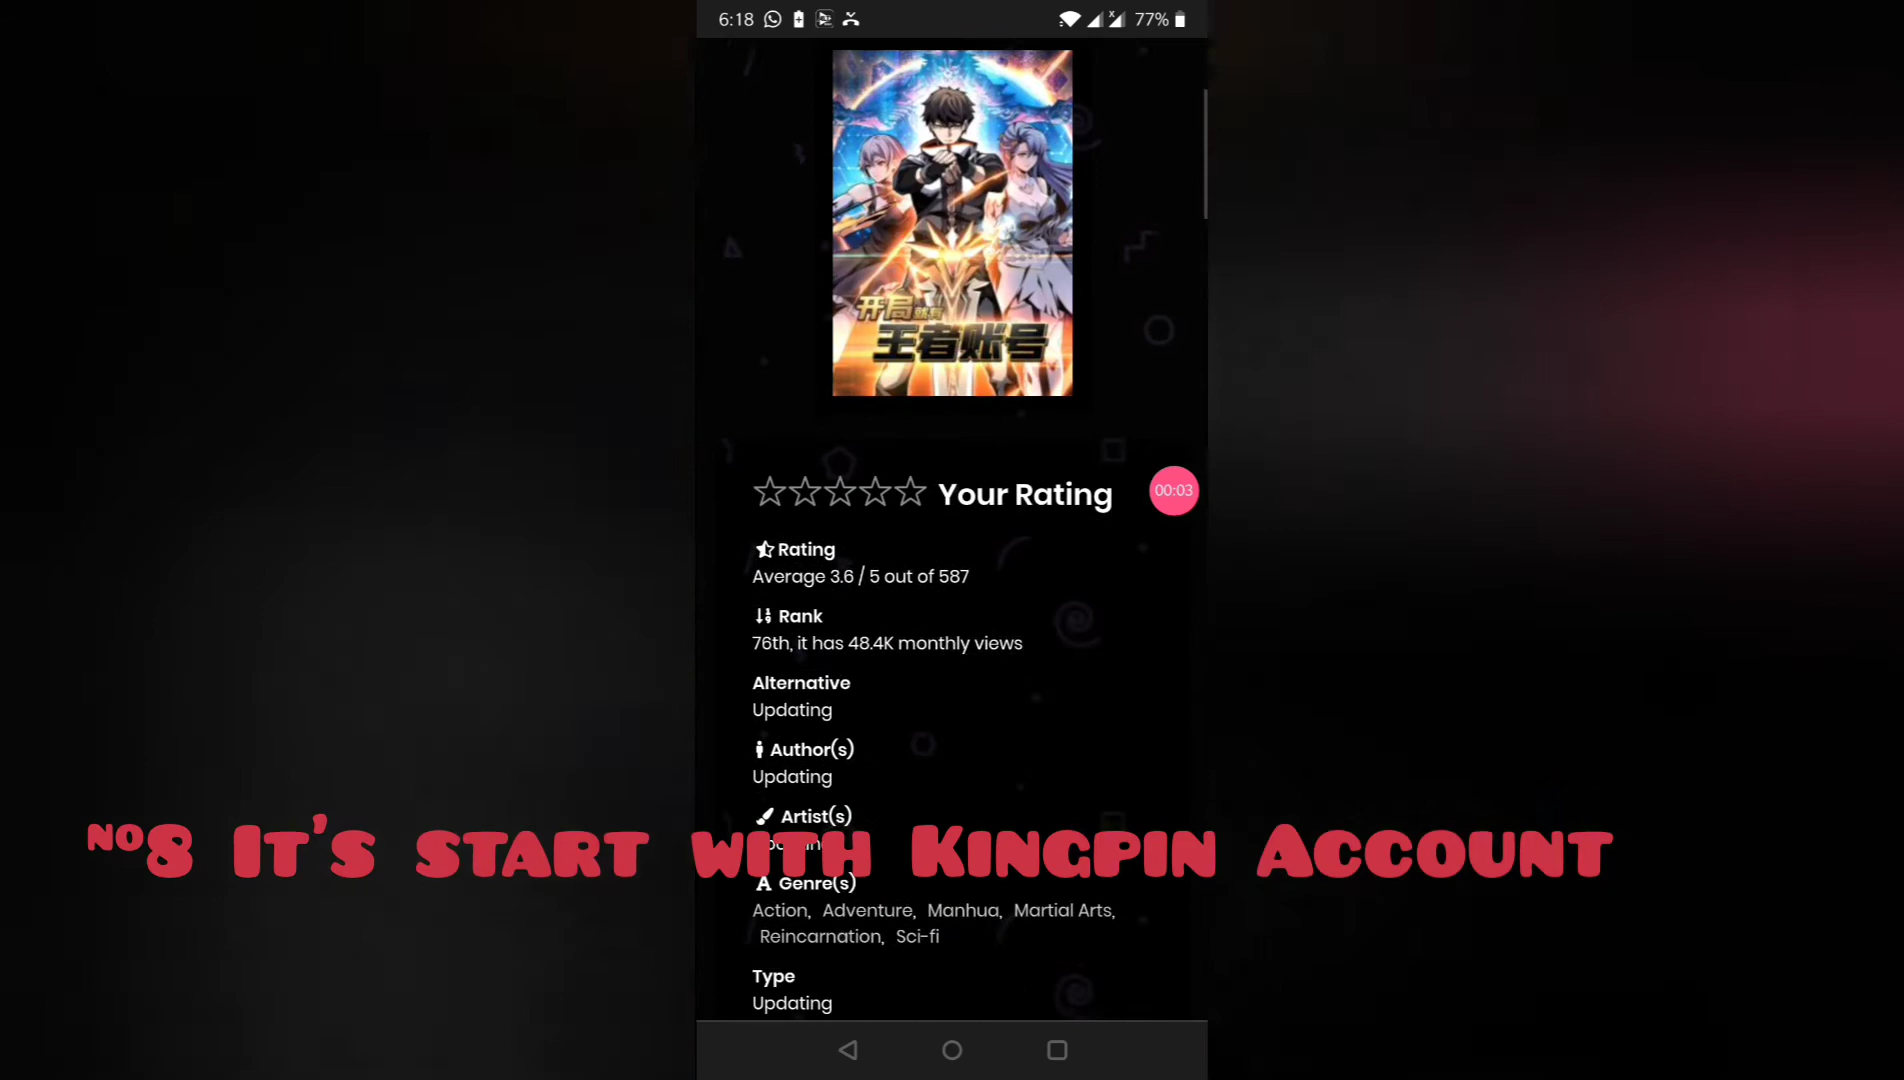 6:18
77%
开局就有
王者账号
Your Rating
00:03
Rating
Average 3.6 / 5 out of 587
Rank
76th, it has 48.4K monthly views
Alternative
Updating
Author(s)
Updating
Artist(s)
Nº8 It's start with Kingpin Account
Genre(s)
Action, Adventure, Manhua, Martial Arts,
Reincarnation, Sci-fi
Type
Updating